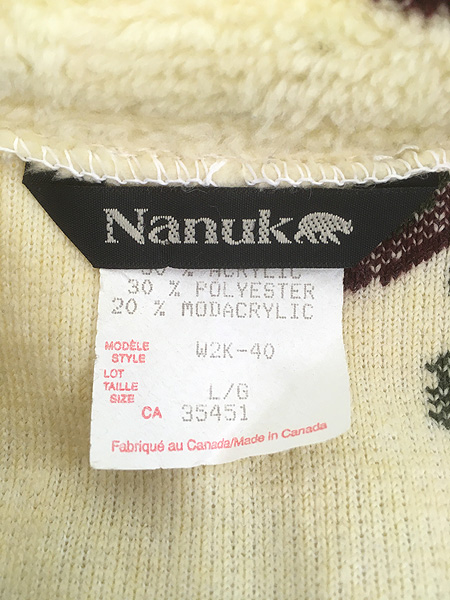 Nanuk
% ACRYLIC
30 % POLYESTER
20 % MODACRYLIC
MODÈLE
STYLE W2K-40
LOT
TAILLE L/G
SIZE
CA 35451
Fabriqué au Canada/Made in Canada